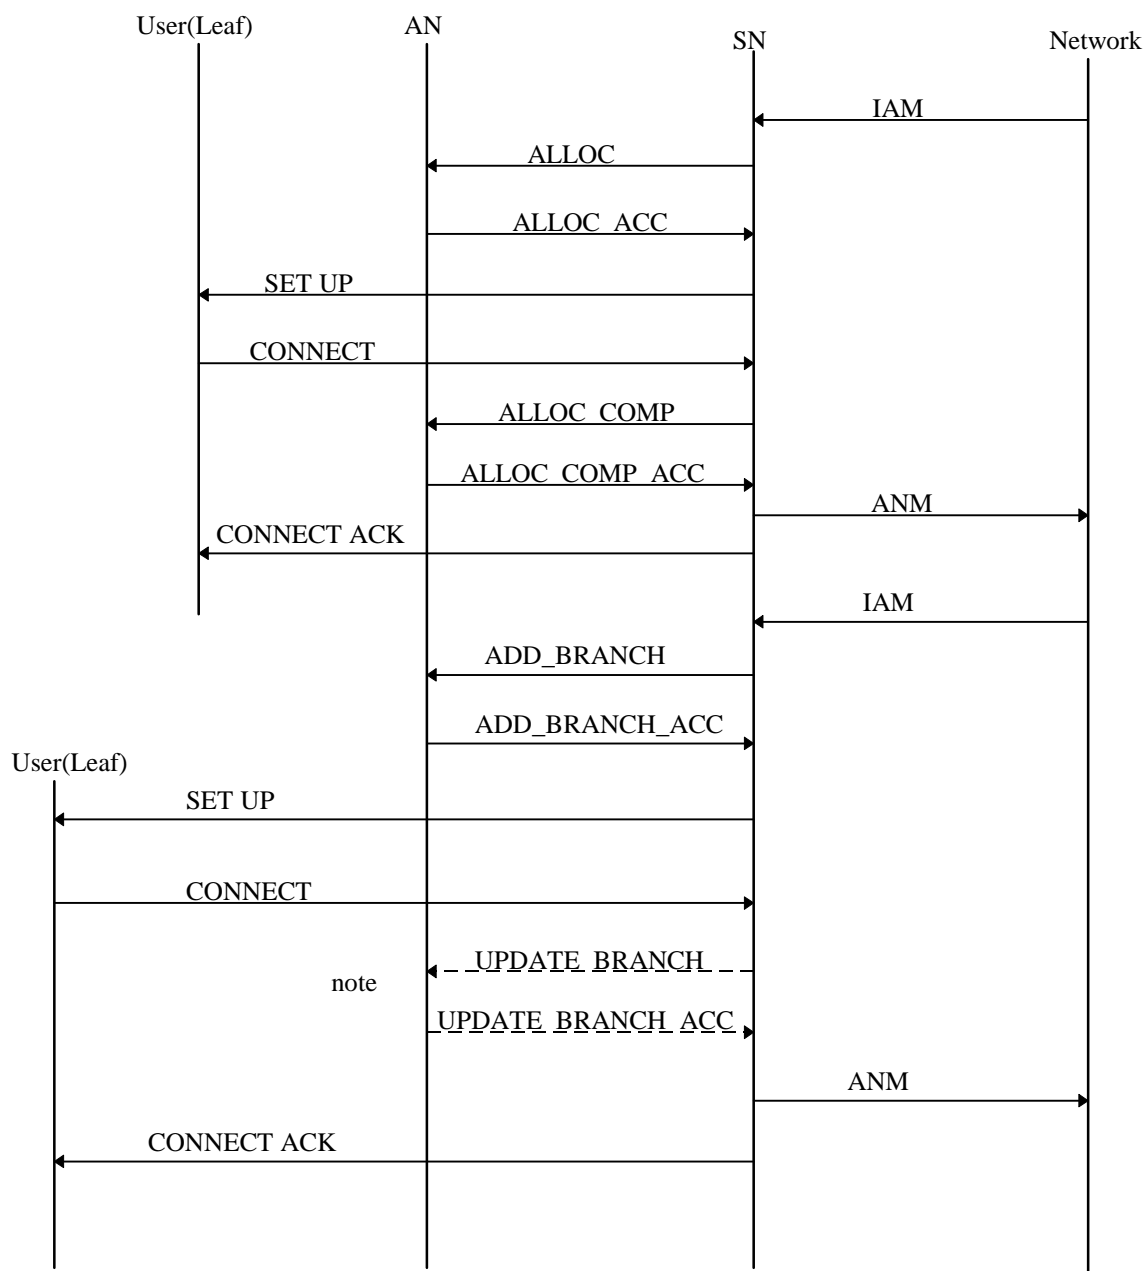 User(Leaf)
AN
SN
Network
IAM
ALLOC
ALLOC_ACC
SET UP
CONNECT
ALLOC_COMP
ALLOC_COMP_ACC
ANM
CONNECT ACK
IAM
ADD_BRANCH
ADD_BRANCH_ACC
User(Leaf)
SET UP
CONNECT
UPDATE_BRANCH
note
UPDATE_BRANCH_ACC
ANM
CONNECT ACK